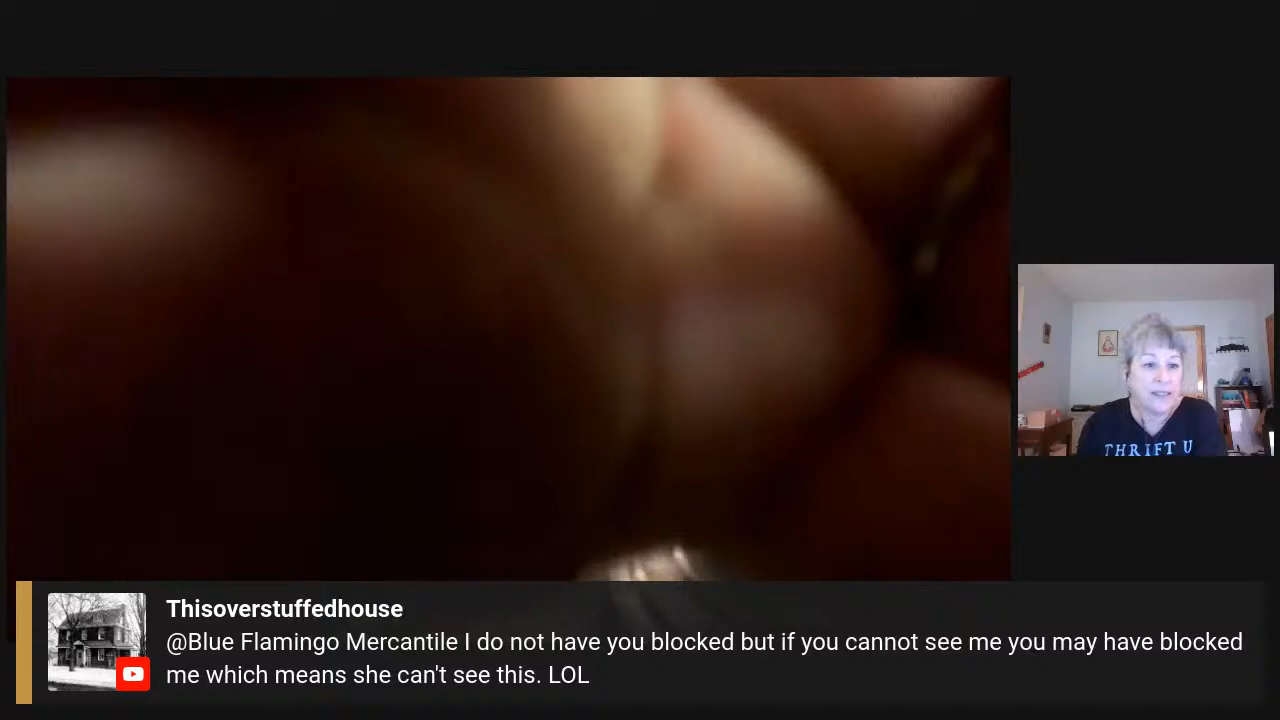 THRIFT U
Thisoverstuffedhouse
@Blue Flamingo Mercantile I do not have you blocked but if you cannot see me you may have blocked
me which means she can't see this. LOL